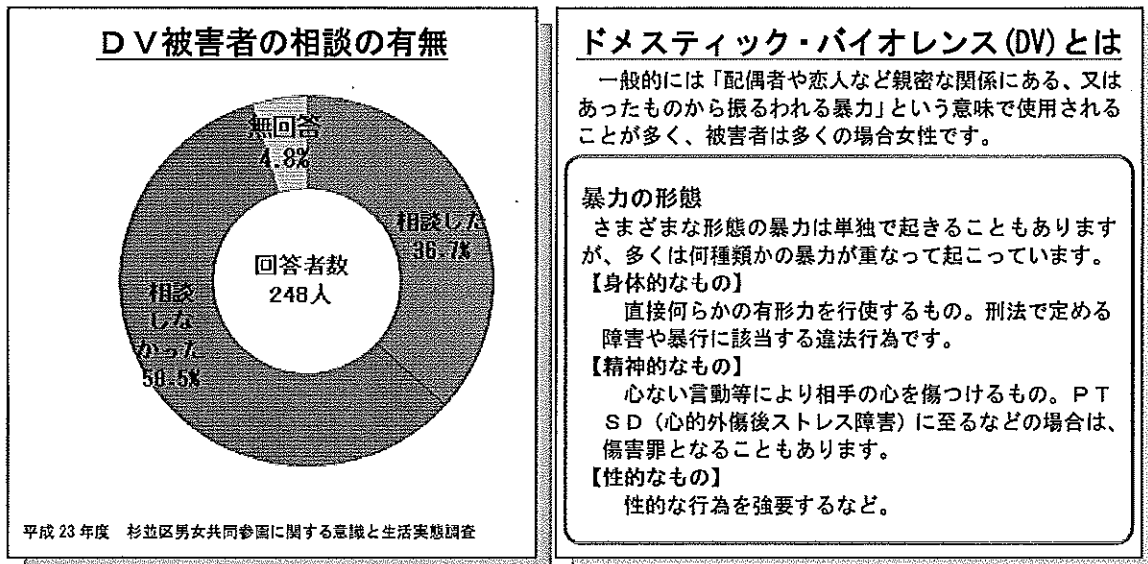 DV被害者の相談の有無
無回答
4.8%
相談した
36.7%
回答者数
248人
相談
しな
かった
58.5%
平成23年度 杉並区男女共同参画に関する意識と生活実態調査
ドメスティック・バイオレンス(DV)とは
一般的には「配偶者や恋人など親密な関係にある、又は
あったものから振るわれる暴力」という意味で使用される
ことが多く、被害者は多くの場合女性です。
暴力の形態
さまざまな形態の暴力は単独で起きることもあります
が、多くは何種類かの暴力が重なって起こっています。
【身体的なもの】
直接何らかの有形力を行使するもの。刑法で定める
障害や暴行に該当する違法行為です。
【精神的なもの】
心ない言動等により相手の心を傷つけるもの。PT
SD(心的外傷後ストレス障害)に至るなどの場合は、
傷害罪となることもあります。
【性的なもの】
性的な行為を強要するなど。